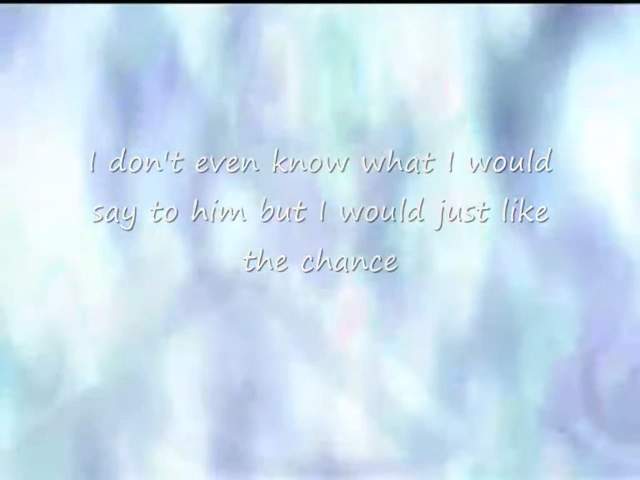 I don't even know what I would
say to him but I would just like
the chance